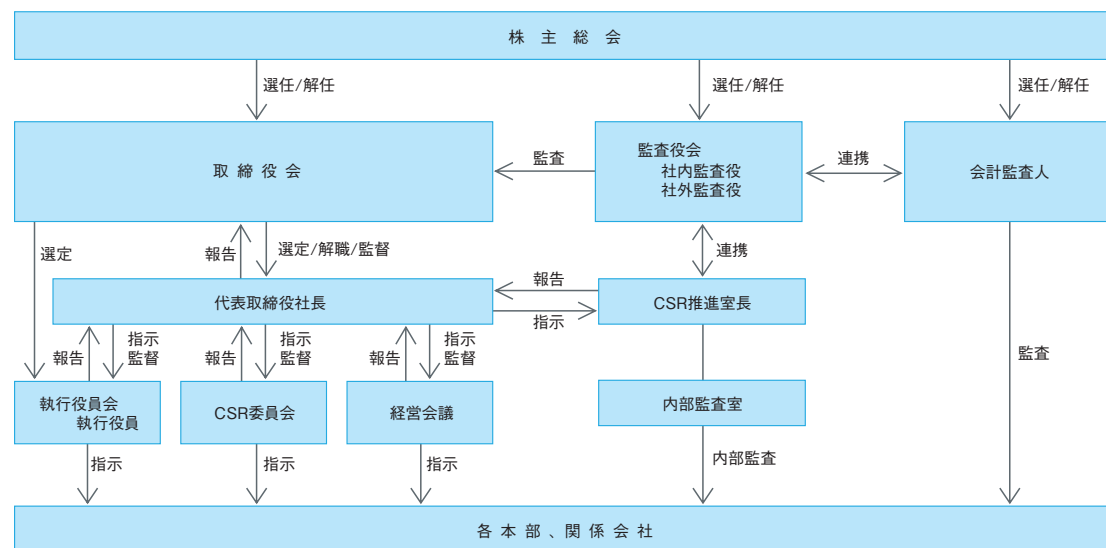 株主総会
選任/解任
選任/解任
選任/解任
取締役会
監査
監査役会
社内監査役
社外監査役
連携
会計監査人
選定
報告
選定/解職/監督
連携
代表取締役社長
報告
指示
CSR推進室長
報告
指示
監督
報告
指示
監督
報告
指示
監督
監査
執行役員会
執行役員
CSR委員会
経営会議
内部監査室
指示
指示
指示
内部監査
各本部、関係会社